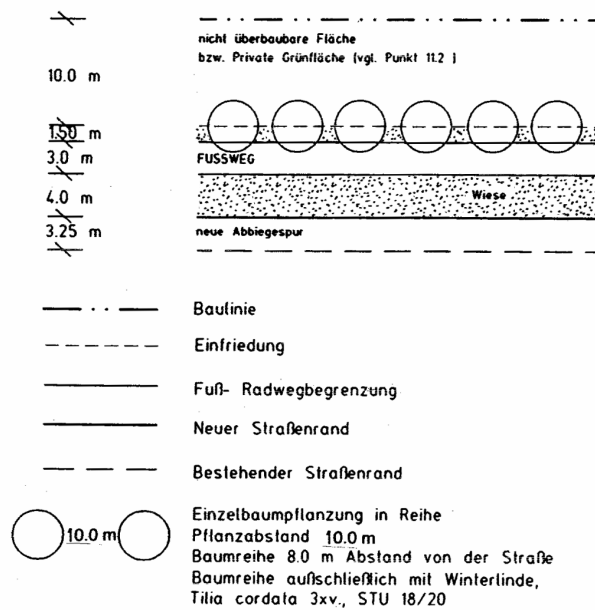 nicht überbaubare Fläche
bzw. Private Grünfläche (vgl. Punkt 11.2 )
10.0 m
1.50 m
3.0 m
FUSSWEG
4.0 m
Wiese
3.25 m
neue Abbiegespur
Baulinie
Einfriedung
Fuß- Radwegbegrenzung
Neuer Straßenrand
Bestehender Straßenrand
10.0 m
Einzelbaumpflanzung in Reihe
Pflanzabstand 10.0 m
Baumreihe 8.0 m Abstand von der Straße
Baumreihe außschließlich mit Winterlinde,
Tilia cordata 3xv., STU 18/20